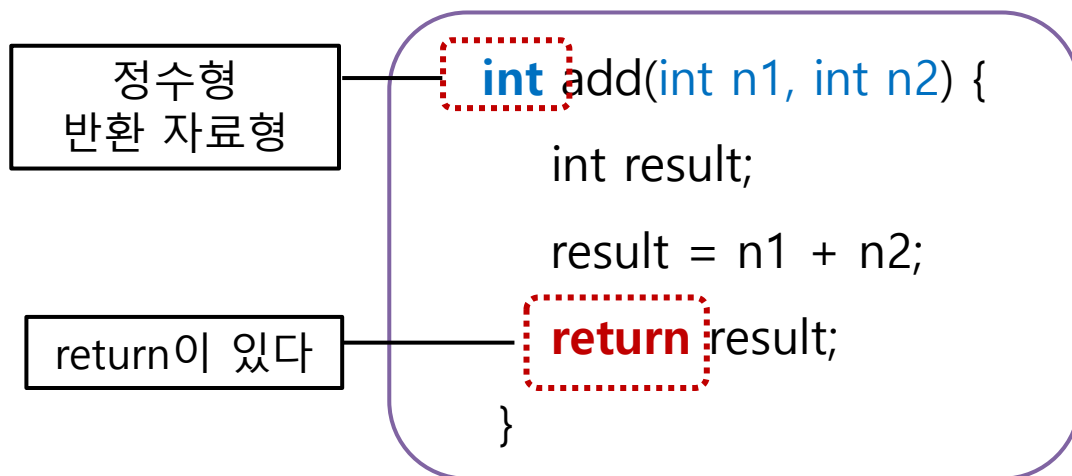 정수형
반환 자료형
int add(int n1, int n2) {
int result;
result = n1 + n2;
return이 있다
return result;
}